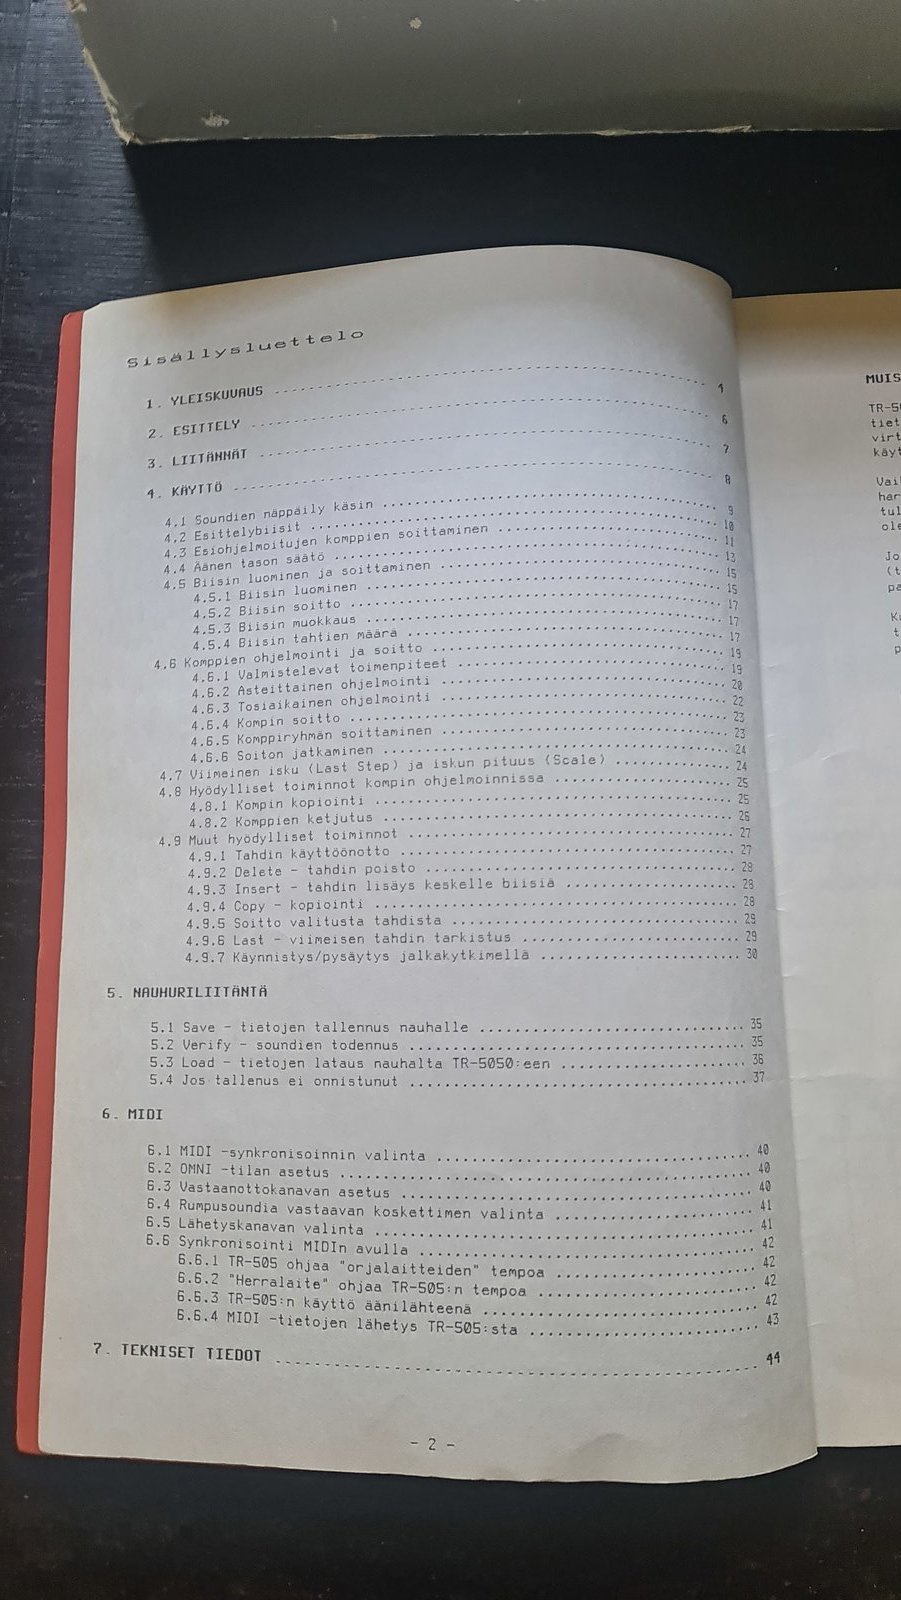 Sisällysluettelo
1. YLEISKUVAUS 4
2. ESITTELY 6
3. LIITÄNNÄT 7
4. KÄYTTÖ 8
4.1 Soundien näppäily käsin 9
4.2 Esittelybiisit 10
4.3 Esiohjelmoitujen komppien soittaminen 11
4.4 Äänen tason säätö 13
4.5 Biisin luominen ja soittaminen 15
4.5.1 Biisin luominen 15
4.5.2 Biisin soitto 17
4.5.3 Biisin muokkaus 17
4.5.4 Biisin tahtien määrä 17
4.6 Komppien ohjelmointi ja soitto 19
4.6.1 Valmistelevat toimenpiteet 19
4.6.2 Asteittainen ohjelmointi 20
4.6.3 Tosiaikainen ohjelmointi 22
4.6.4 Kompin soitto 23
4.6.5 Komppiryhmän soittaminen 23
4.6.6 Soiton jatkaminen 24
4.7 Viimeinen isku (Last Step) ja iskun pituus (Scale) 24
4.8 Hyödylliset toiminnot kompin ohjelmoinnissa 25
4.8.1 Kompin kopiointi 25
4.8.2 Komppien ketjutus 26
4.9 Muut hyödylliset toiminnot 27
4.9.1 Tahdin käyttöönotto 27
4.9.2 Delete - tahdin poisto 28
4.9.3 Insert - tahdin lisäys keskelle biisiä 28
4.9.4 Copy - kopiointi 28
4.9.5 Soitto valitusta tahdista 29
4.9.6 Last - viimeisen tahdin tarkistus 29
4.9.7 Käynnistys/pysäytys jalkakytkimellä 30
5. NAUHURILIITÄNTÄ
5.1 Save - tietojen tallennus nauhalle 35
5.2 Verify - soundien todennus 35
5.3 Load - tietojen lataus nauhalta TR-5050:een 36
5.4 Jos tallenus ei onnistunut 37
6. MIDI
6.1 MIDI -synkronisoinnin valinta 40
6.2 OMNI -tilan asetus 40
6.3 Vastaanottokanavan asetus 40
6.4 Rumpusoundia vastaavan koskettimen valinta 41
6.5 Lähetyskanavan valinta 41
6.6 Synkronisointi MIDIn avulla 42
6.6.1 TR-505 ohjaa "orjalaitteiden" tempoa 42
6.6.2 "Herralaite" ohjaa TR-505:n tempoa 42
6.6.3 TR-505:n käyttö äänilähteenä 42
6.6.4 MIDI -tietojen lähetys TR-505:sta 43
7. TEKNISET TIEDOT 44
- 2 -
MUIS
TR-5
tiet
virt
käyt
Vai
har
tul
ole
Jo
(t
pa
t
p